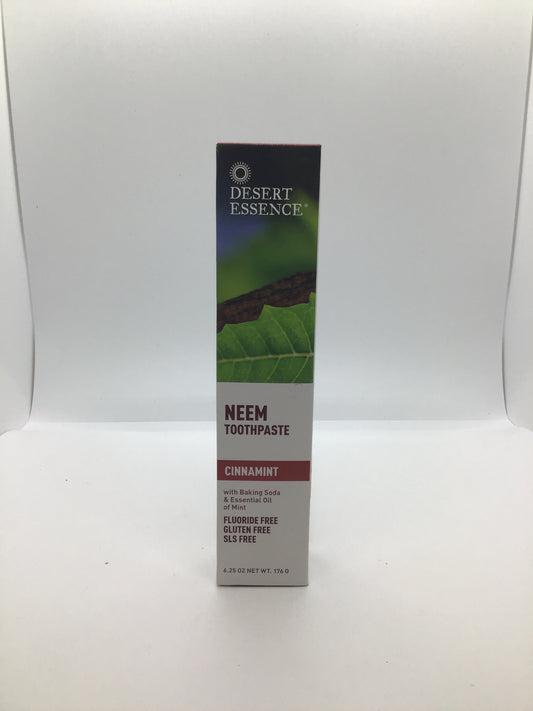 DESERT
ESSENCE®
NEEM
TOOTHPASTE
CINNAMINT
with Baking Soda
& Essential Oil
of Mint
FLUORIDE FREE
GLUTEN FREE
SLS FREE
6.25 OZ NET WT. 176 G